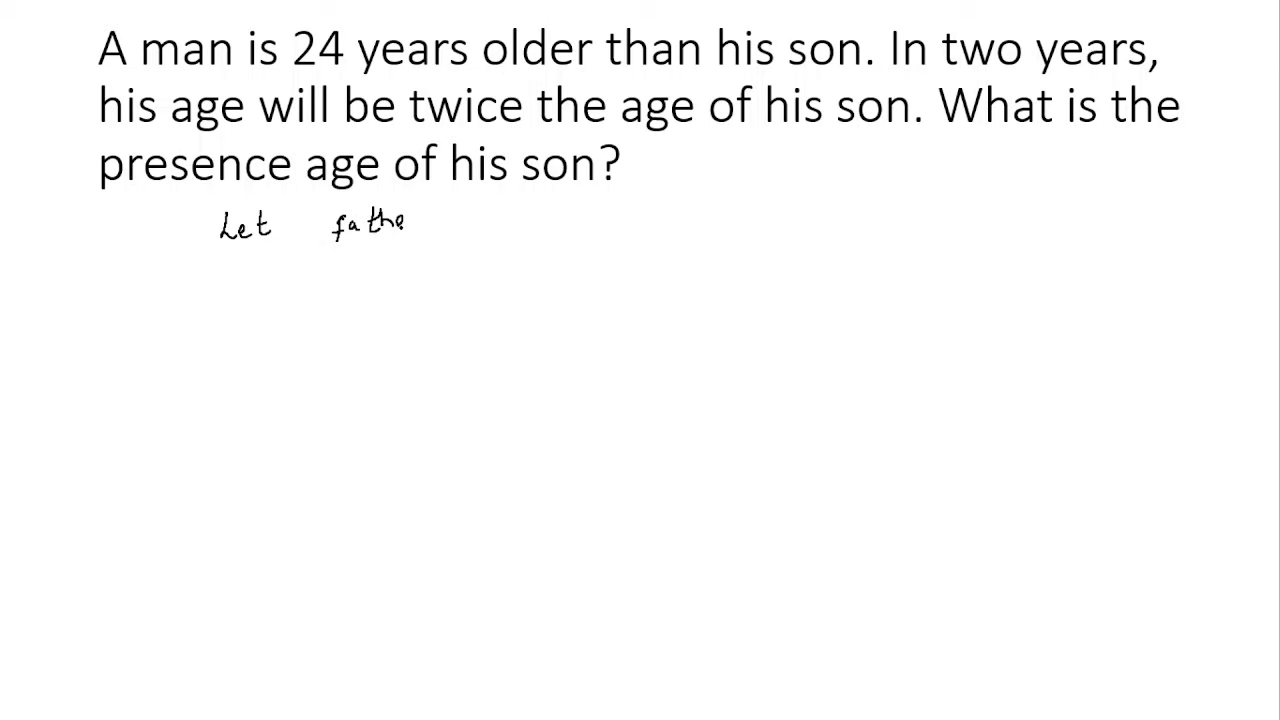 A man is 24 years older than his son. In two years,
his age will be twice the age of his son. What is the
presence age of his son?
Let fathe